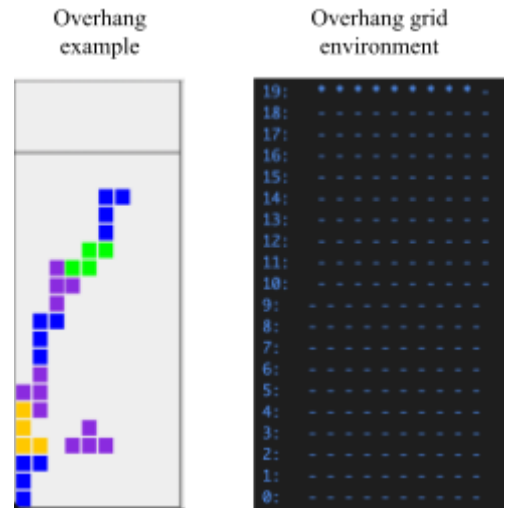 Overhang
example
Overhang grid
environment
19: * * * * * * * * * -
18: - - - - - - - - - -
17: - - - - - - - - - -
16: - - - - - - - - - -
15: - - - - - - - - - -
14: - - - - - - - - - -
13: - - - - - - - - - -
12: - - - - - - - - - -
11: - - - - - - - - - -
10: - - - - - - - - - -
9: - - - - - - - - - -
8: - - - - - - - - - -
7: - - - - - - - - - -
6: - - - - - - - - - -
5: - - - - - - - - - -
4: - - - - - - - - - -
3: - - - - - - - - - -
2: - - - - - - - - - -
1: - - - - - - - - - -
0: - - - - - - - - - -